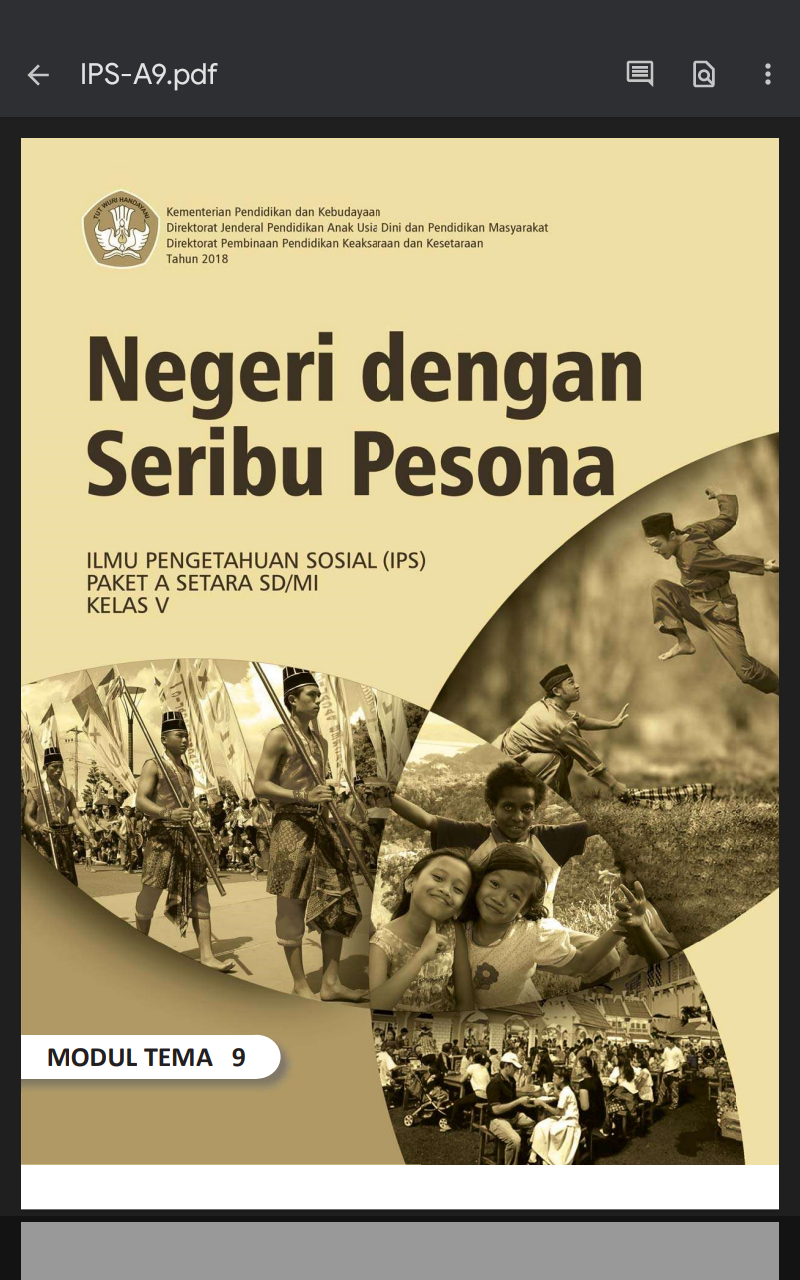 IPS-A9.pdf
TUT WURI HANDAYANI
Kementerian Pendidikan dan Kebudayaan
Direktorat Jenderal Pendidikan Anak Usia Dini dan Pendidikan Masyarakat
Direktorat Pembinaan Pendidikan Keaksaraan dan Kesetaraan
Tahun 2018
Negeri dengan
Seribu Pesona
ILMU PENGETAHUAN SOSIAL (IPS)
PAKET A SETARA SD/MI
KELAS V
MODUL TEMA 9